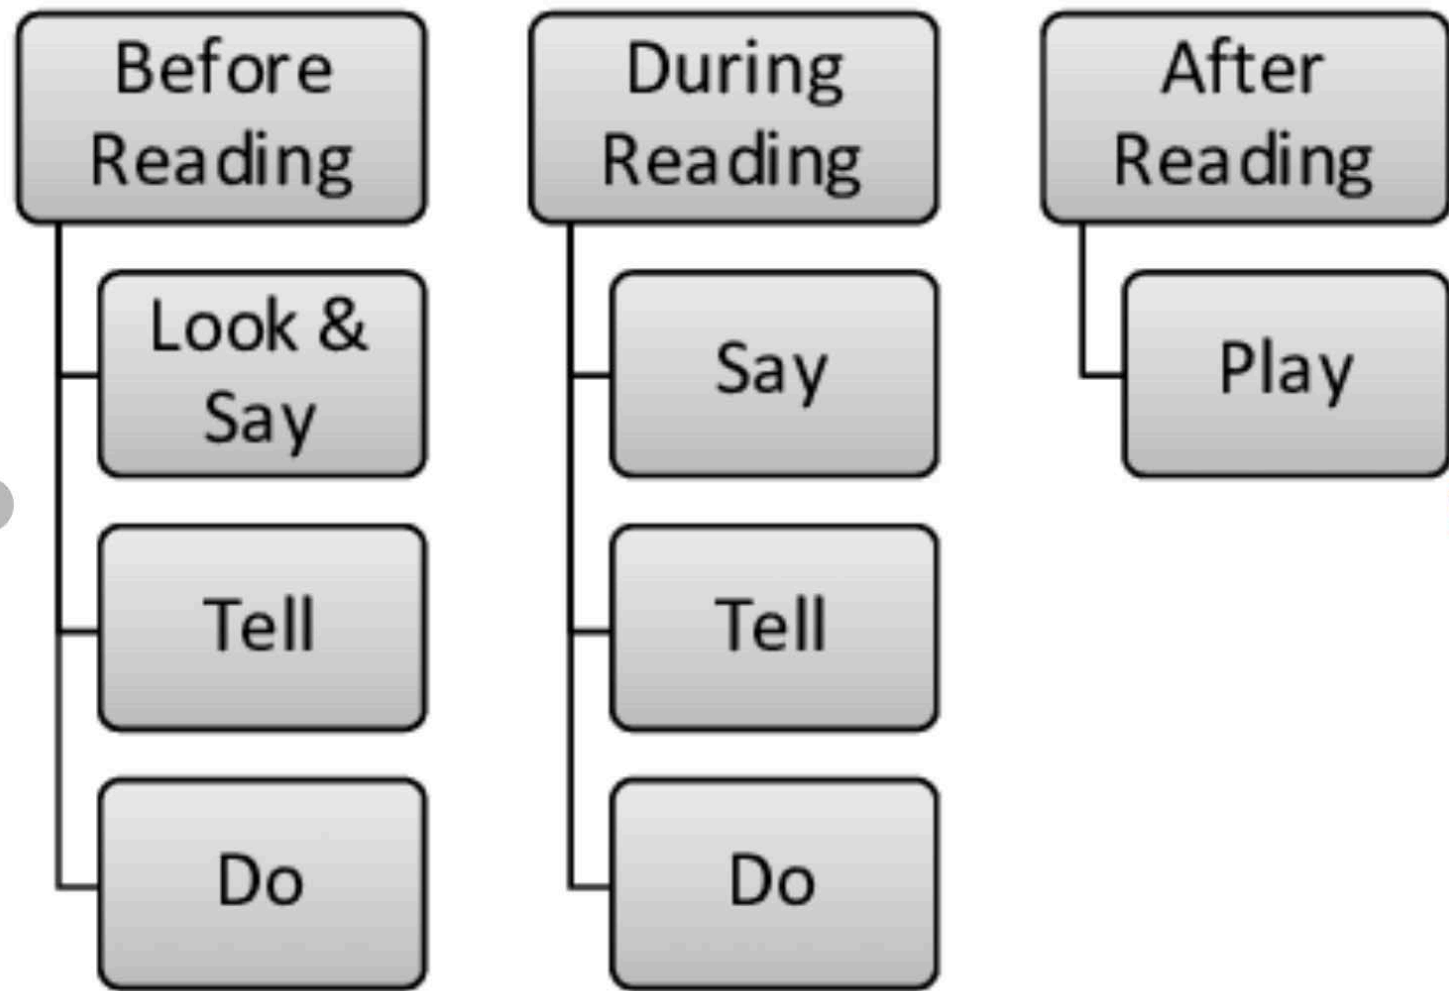 Before
Reading
Look &
Say
Tell
Do
During
Reading
Say
Tell
Do
After
Reading
Play